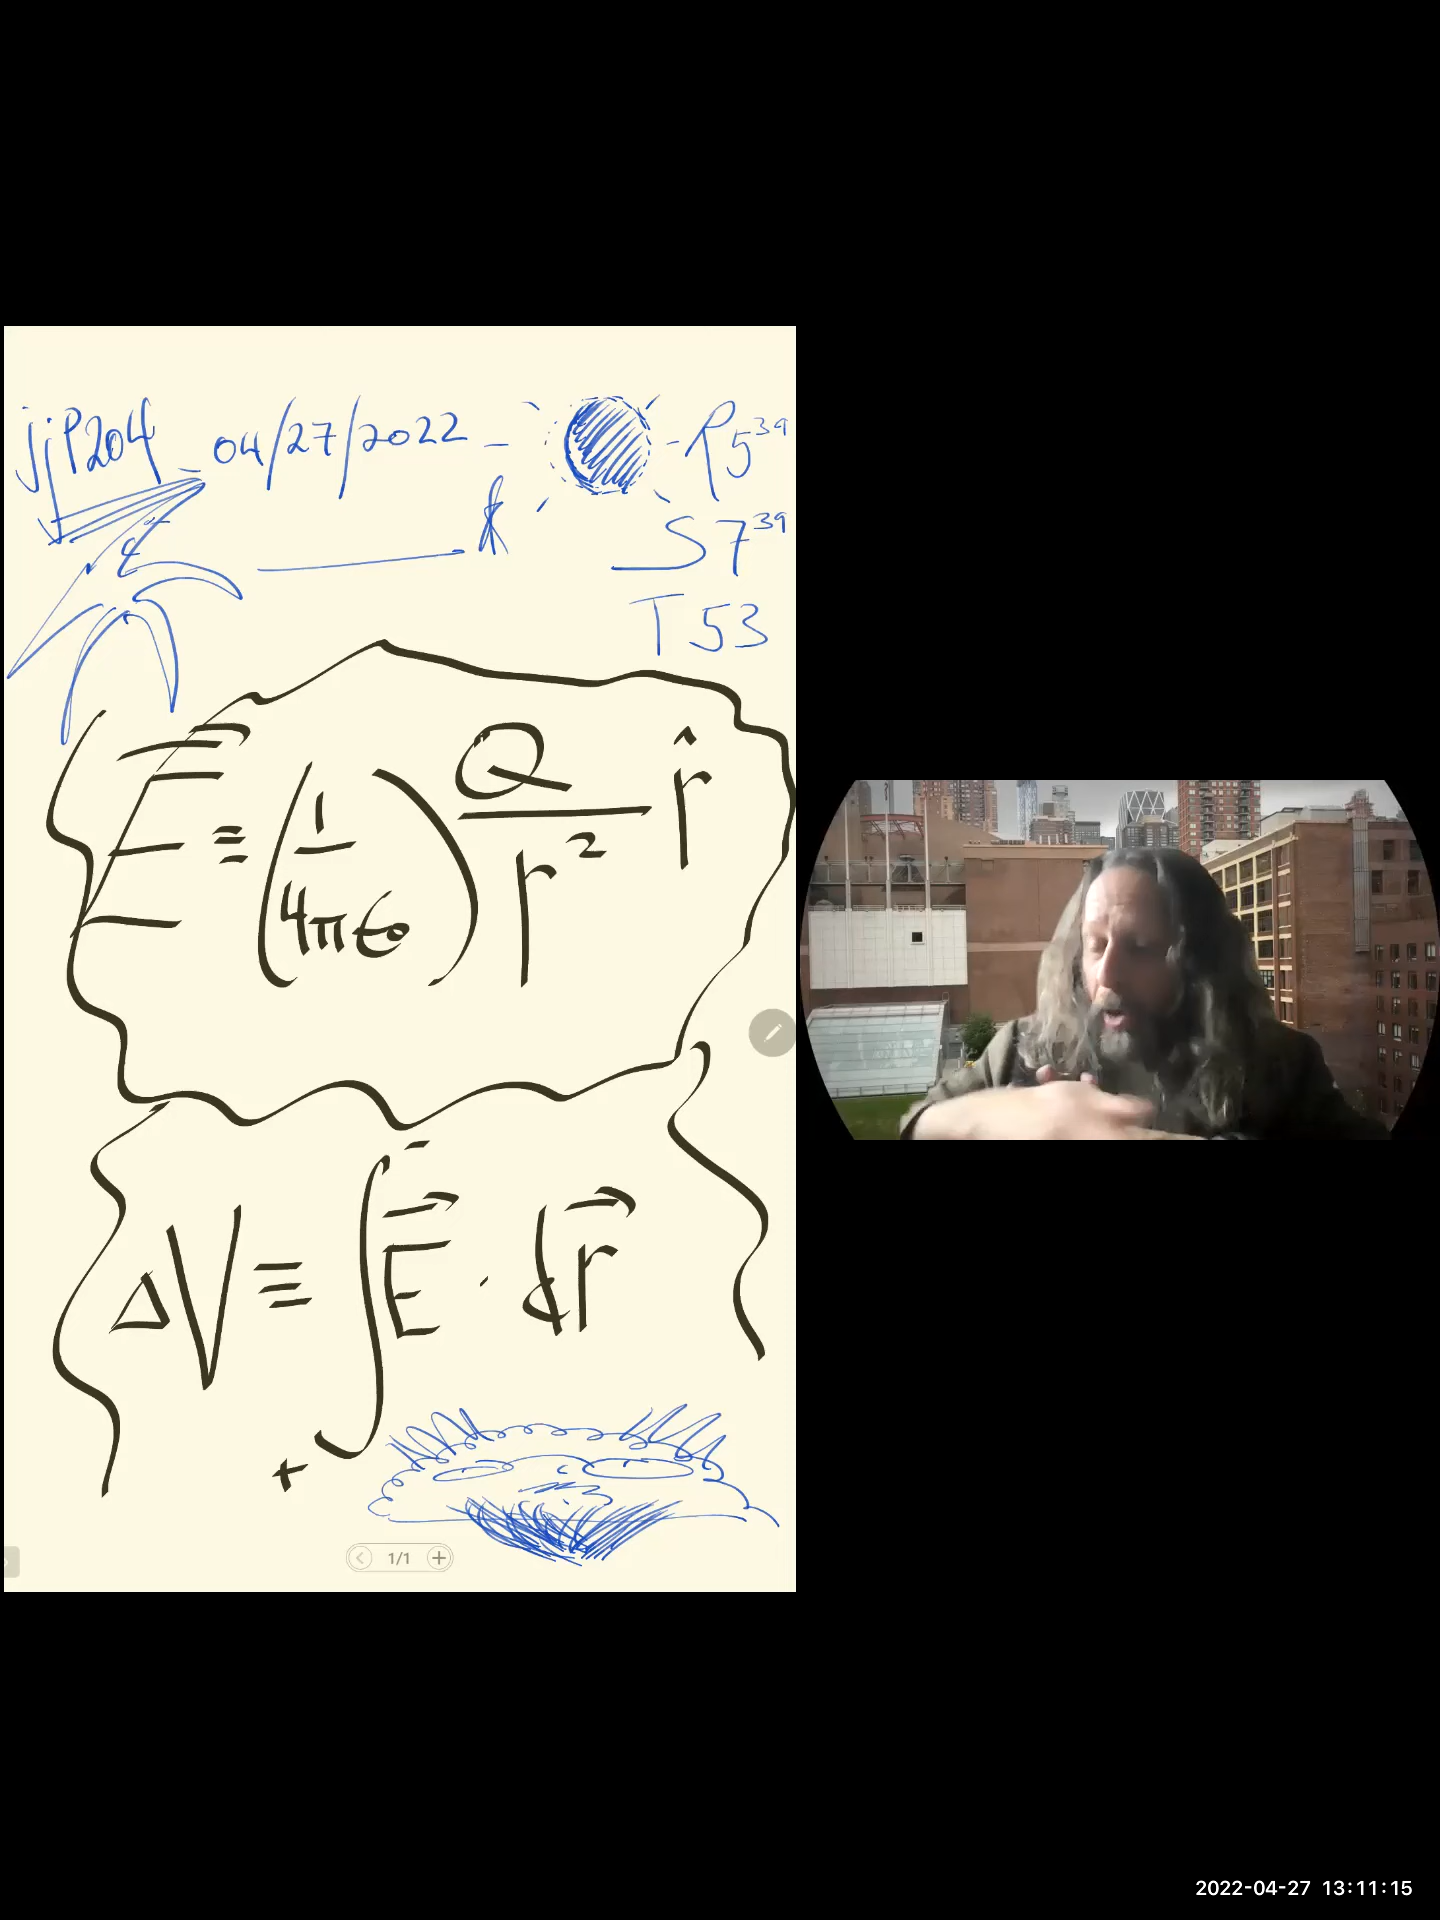 jjP204 - 04/27/2022 - - R5³⁹
S7³⁹
T53
E⃗ = (1/4πε₀) Q/r² r̂
ΔV ≡ ∫₊⁻ E⃗ · dr⃗
1/1
2022-04-27 13:11:15